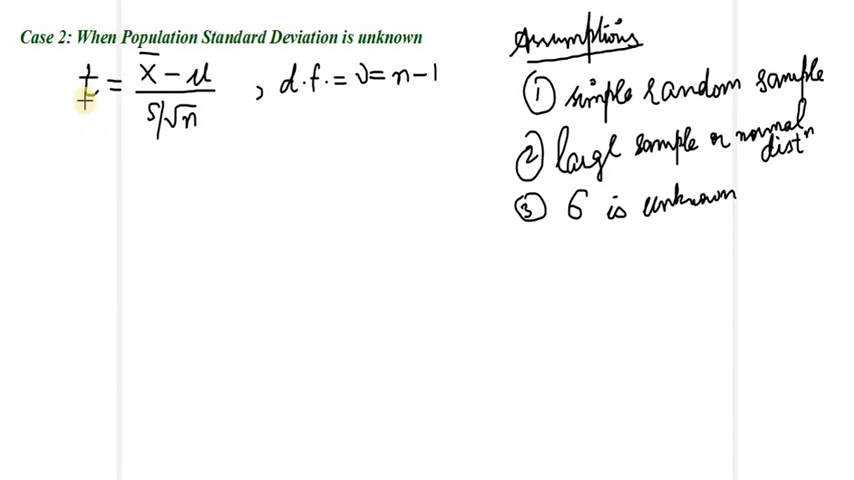 Case 2: When Population Standard Deviation is unknown
t = x̄ - μ / s/√n , d.f. = ν = n-1
t
Assumptions
① simple random sample
② large sample or normal distⁿ
③ σ is unknown